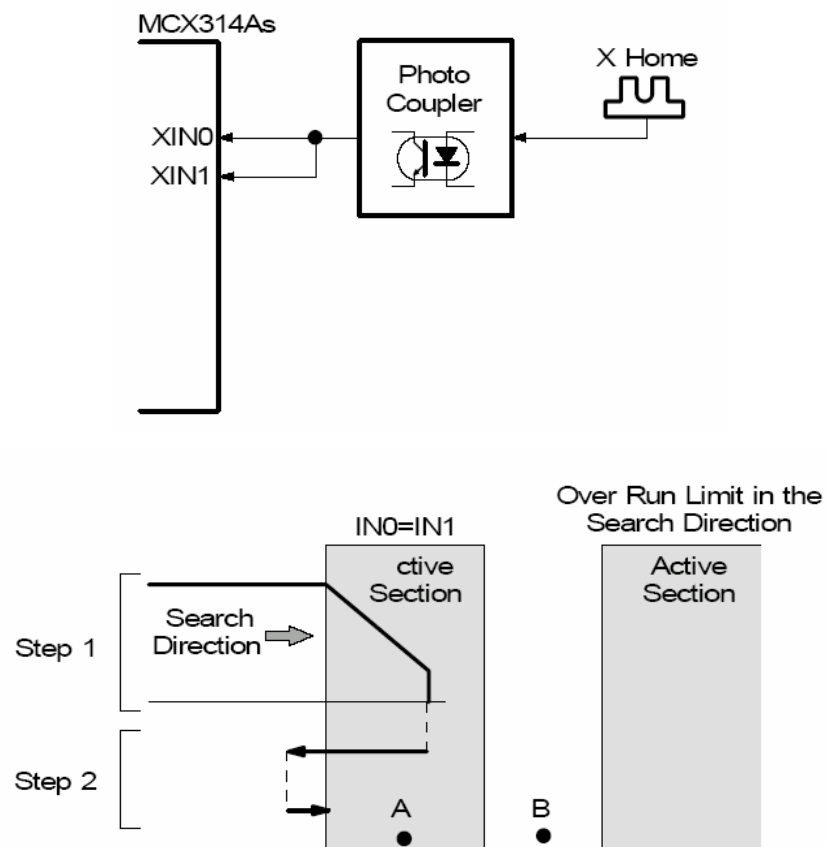 MCX314As
Photo
Coupler
X Home
XIN0
XIN1
Over Run Limit in the
Search Direction
IN0=IN1
ctive
Section
Active
Section
Search
Direction
Step 1
Step 2
A
B